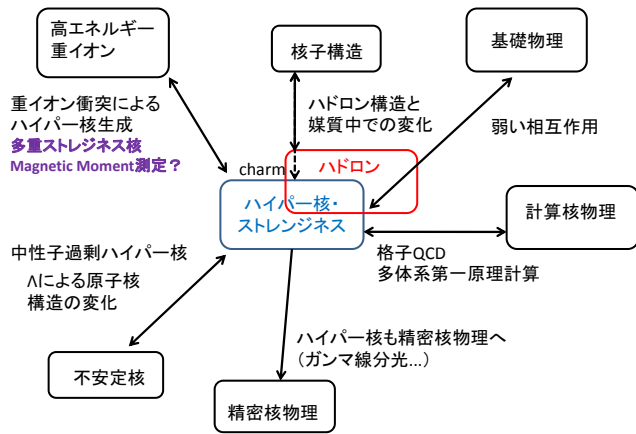 高エネルギー
重イオン
核子構造
基礎物理
重イオン衝突による
ハイパー核生成
多重ストレジネス核
Magnetic Moment測定？
ハドロン構造と
媒質中での変化
弱い相互作用
charm
ハドロン
ハイパー核・
ストレンジネス
計算核物理
格子QCD
多体系第一原理計算
中性子過剰ハイパー核
Λによる原子核
構造の変化
ハイパー核も精密核物理へ
（ガンマ線分光...）
不安定核
精密核物理